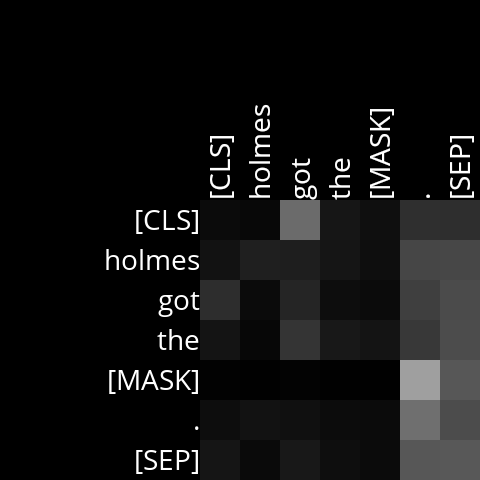 [CLS] holmes got the [MASK] . [SEP]
[CLS]
holmes
got
the
[MASK]
.
[SEP]